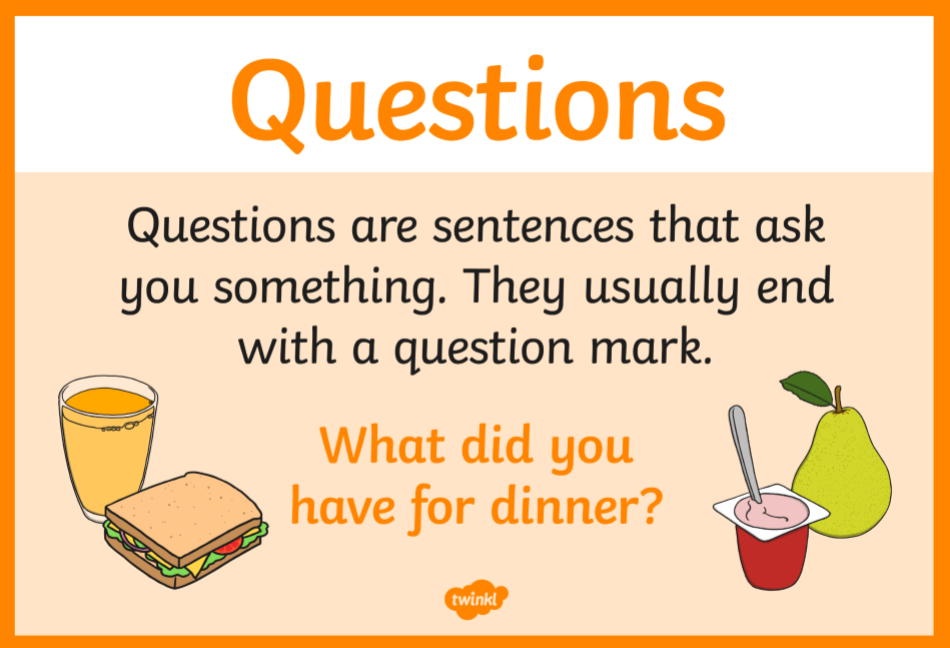 Questions
Questions are sentences that ask
you something. They usually end
with a question mark.
What did you
have for dinner?
twinkl